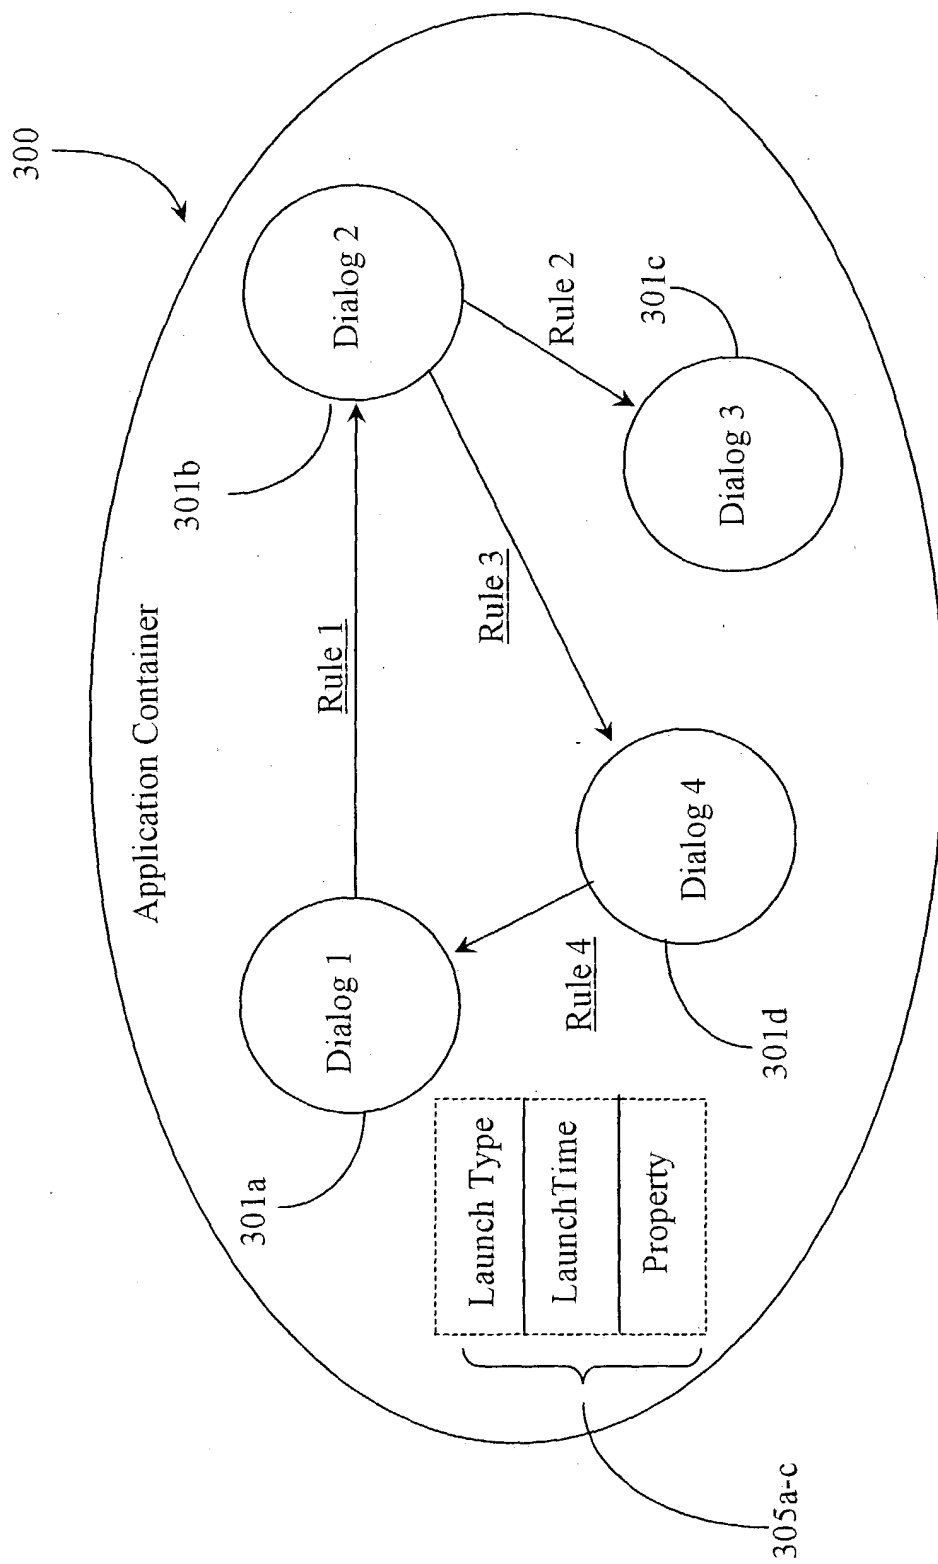 300
Application Container
Dialog 1
Rule 1
Dialog 2
301a
301b
Rule 3
Rule 2
Launch Type
LaunchTime
Property
Rule 4
Dialog 4
Dialog 3
301c
301d
305a-c